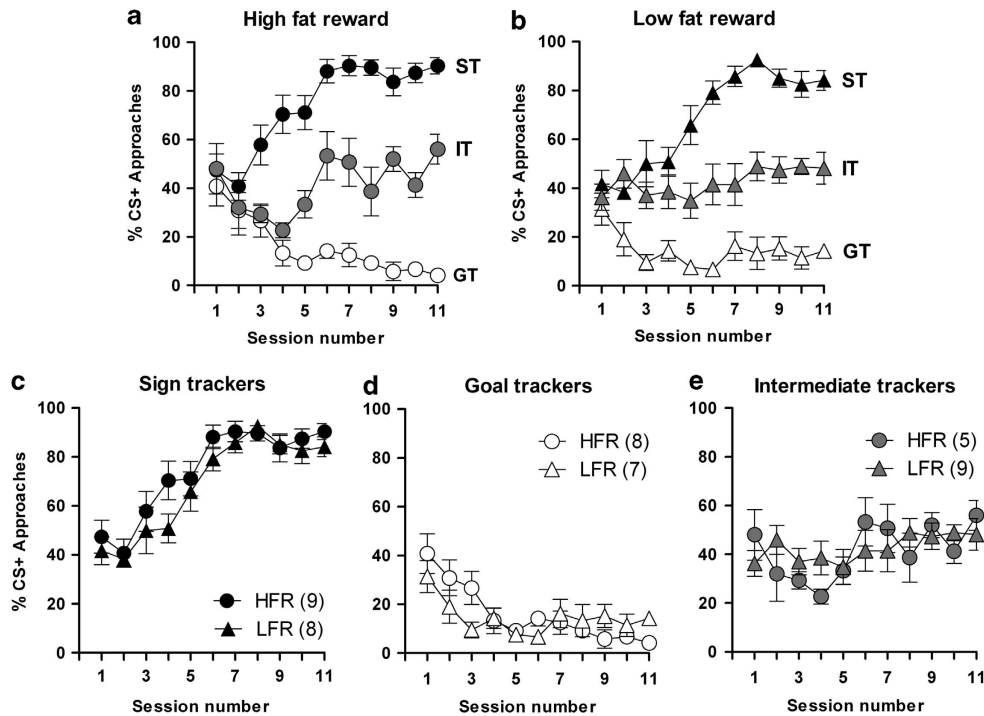 a
High fat reward
100
80
60
40
20
0
% CS+ Approaches
ST
IT
GT
1 3 5 7 9 11
Session number
b
Low fat reward
100
80
60
40
20
0
% CS+ Approaches
ST
IT
GT
1 3 5 7 9 11
Session number
c
Sign trackers
100
80
60
40
20
0
% CS+ Approaches
HFR (9)
LFR (8)
1 3 5 7 9 11
Session number
d
Goal trackers
100
80
60
40
20
0
HFR (8)
LFR (7)
1 3 5 7 9 11
Session number
e
Intermediate trackers
100
80
60
40
20
0
HFR (5)
LFR (9)
1 3 5 7 9 11
Session number